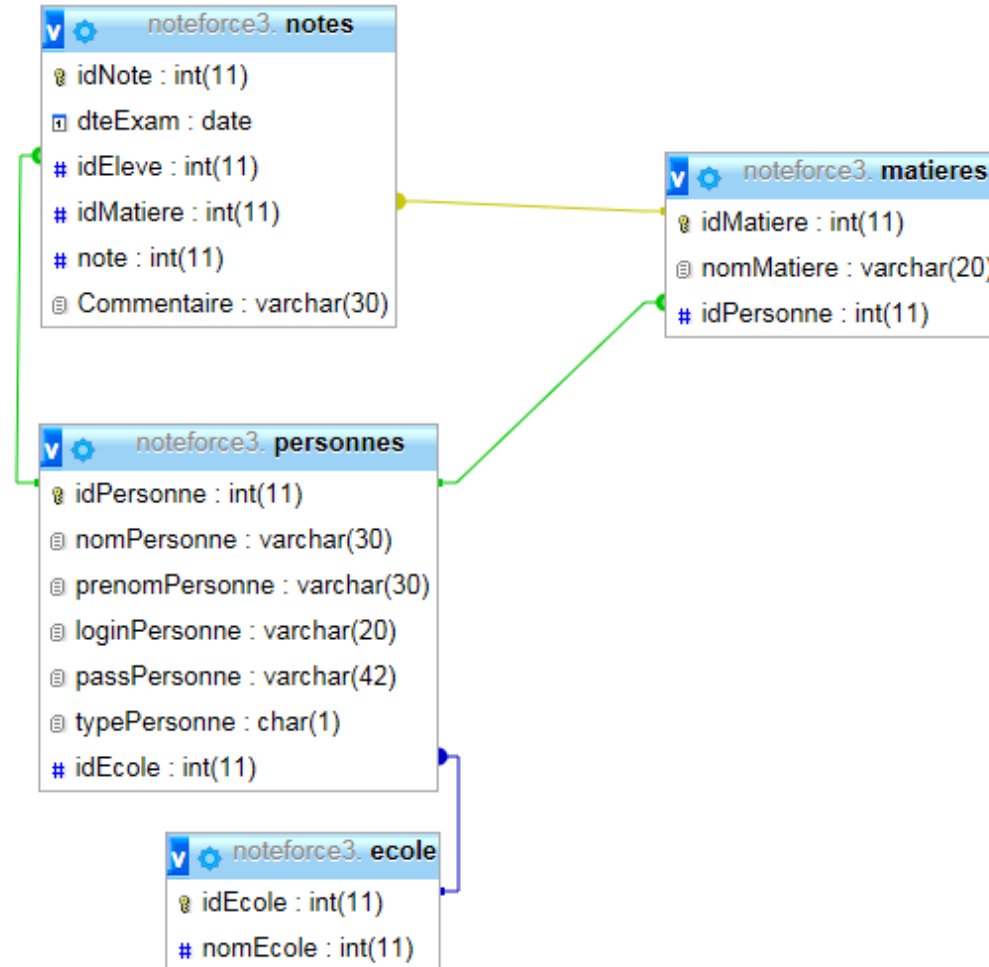 noteforce3. notes
idNote : int(11)
dteExam : date
# idEleve : int(11)
# idMatiere : int(11)
# note : int(11)
Commentaire : varchar(30)
noteforce3. matieres
idMatiere : int(11)
nomMatiere : varchar(20)
# idPersonne : int(11)
noteforce3. personnes
idPersonne : int(11)
nomPersonne : varchar(30)
prenomPersonne : varchar(30)
loginPersonne : varchar(20)
passPersonne : varchar(42)
typePersonne : char(1)
# idEcole : int(11)
noteforce3. ecole
idEcole : int(11)
# nomEcole : int(11)